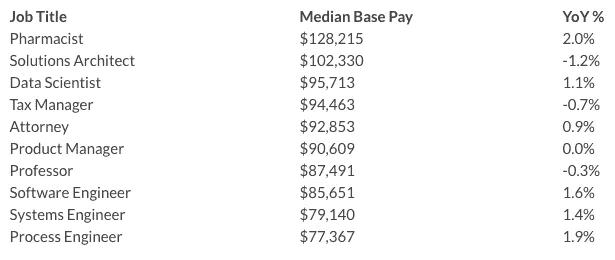 Job Title Median Base Pay YoY %
Pharmacist $128,215 2.0%
Solutions Architect $102,330 -1.2%
Data Scientist $95,713 1.1%
Tax Manager $94,463 -0.7%
Attorney $92,853 0.9%
Product Manager $90,609 0.0%
Professor $87,491 -0.3%
Software Engineer $85,651 1.6%
Systems Engineer $79,140 1.4%
Process Engineer $77,367 1.9%